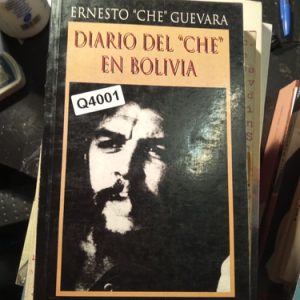 ERNESTO "CHE" GUEVARA
DIARIO DEL "CHE"
EN BOLIVIA
Q4001